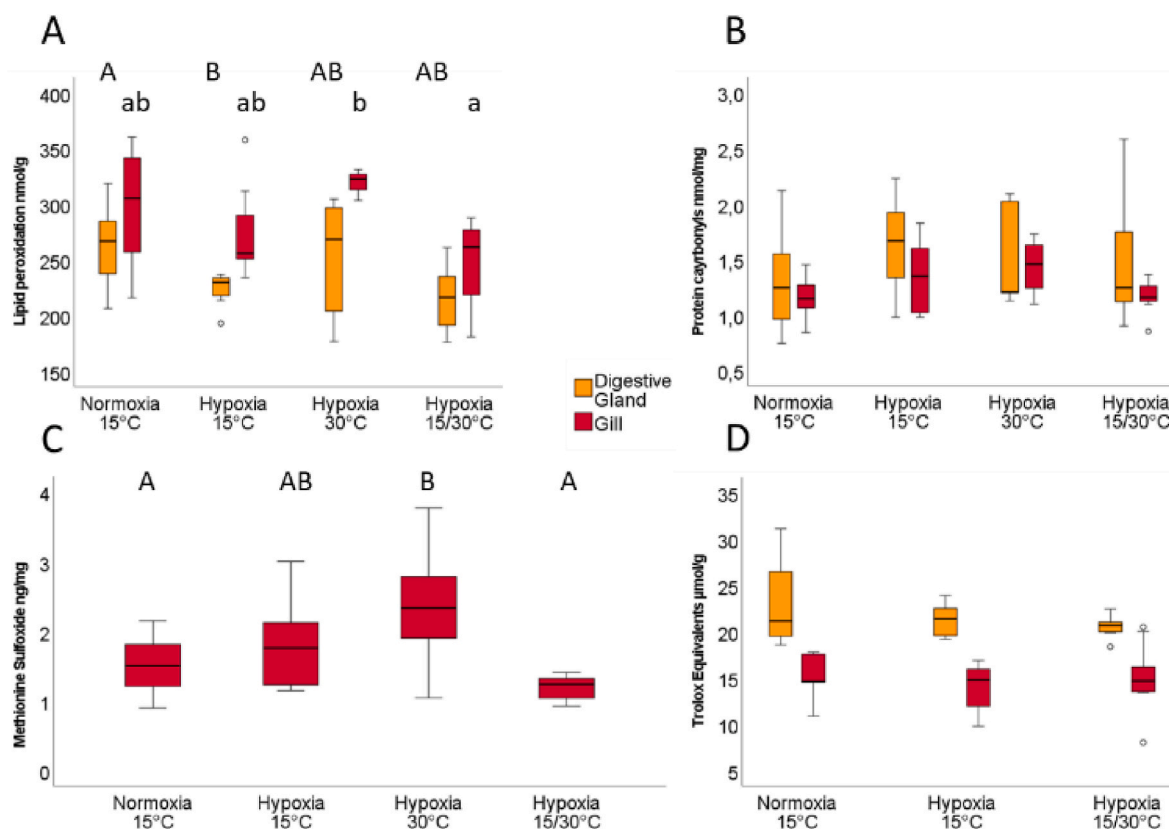 A
A B AB AB
ab ab b a
400
350
300
250
200
150
Lipid peroxidation nmol/g
Normoxia Hypoxia Hypoxia Hypoxia
15°C 15°C 30°C 15/30°C
B
3,0
2,5
2,0
1,5
1,0
0,5
Protein cayrbonyls nmol/mg
Normoxia Hypoxia Hypoxia Hypoxia
15°C 15°C 30°C 15/30°C
Digestive
Gland
Gill
C
A AB B A
4
3
2
1
0
Methionine Sulfoxide ng/mg
Normoxia Hypoxia Hypoxia Hypoxia
15°C 15°C 30°C 15/30°C
D
35
30
25
20
15
10
5
Trolox Equivalents µmol/g
Normoxia Hypoxia Hypoxia
15°C 15°C 15/30°C